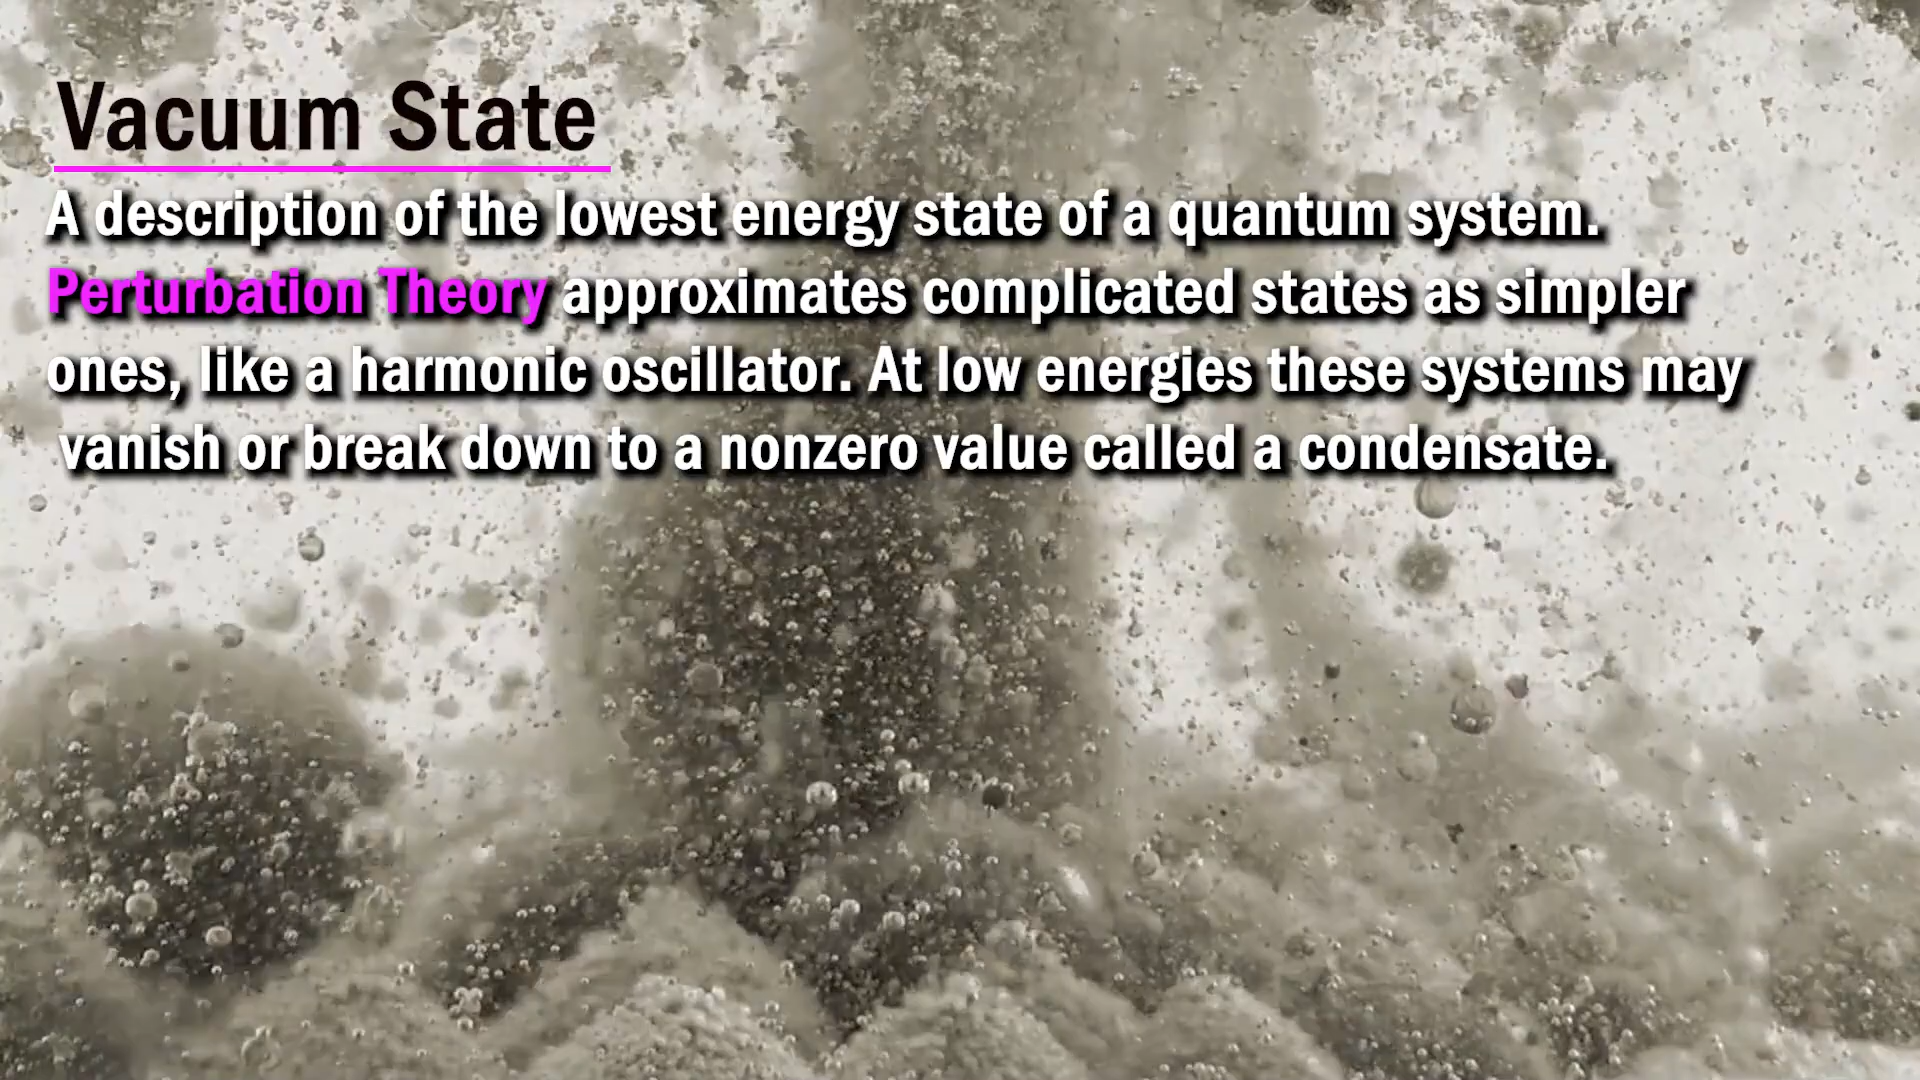 Vacuum State
A description of the lowest energy state of a quantum system.
Perturbation Theory approximates complicated states as simpler
ones, like a harmonic oscillator. At low energies these systems may
vanish or break down to a nonzero value called a condensate.